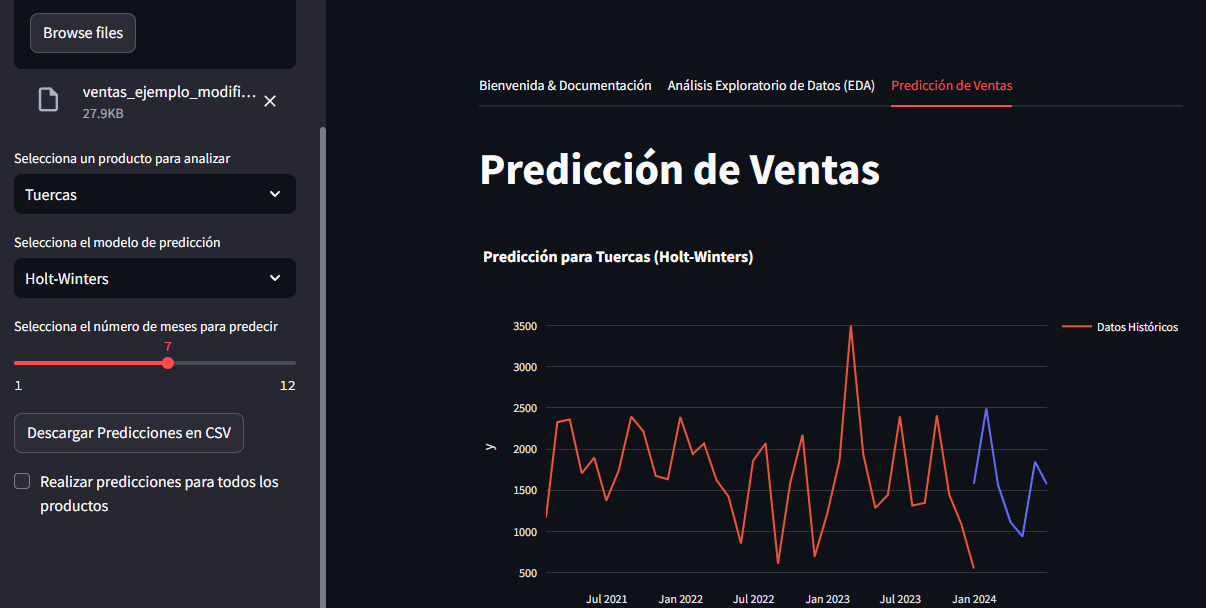 Browse files
ventas_ejemplo_modifi...
27.9KB
Selecciona un producto para analizar
Tuercas
Selecciona el modelo de predicción
Holt-Winters
Selecciona el número de meses para predecir
7
1 12
Descargar Predicciones en CSV
Realizar predicciones para todos los
productos
Bienvenida & Documentación Análisis Exploratorio de Datos (EDA) Predicción de Ventas
Predicción de Ventas
Predicción para Tuercas (Holt-Winters)
Datos Históricos
y
3500
3000
2500
2000
1500
1000
500
Jul 2021 Jan 2022 Jul 2022 Jan 2023 Jul 2023 Jan 2024